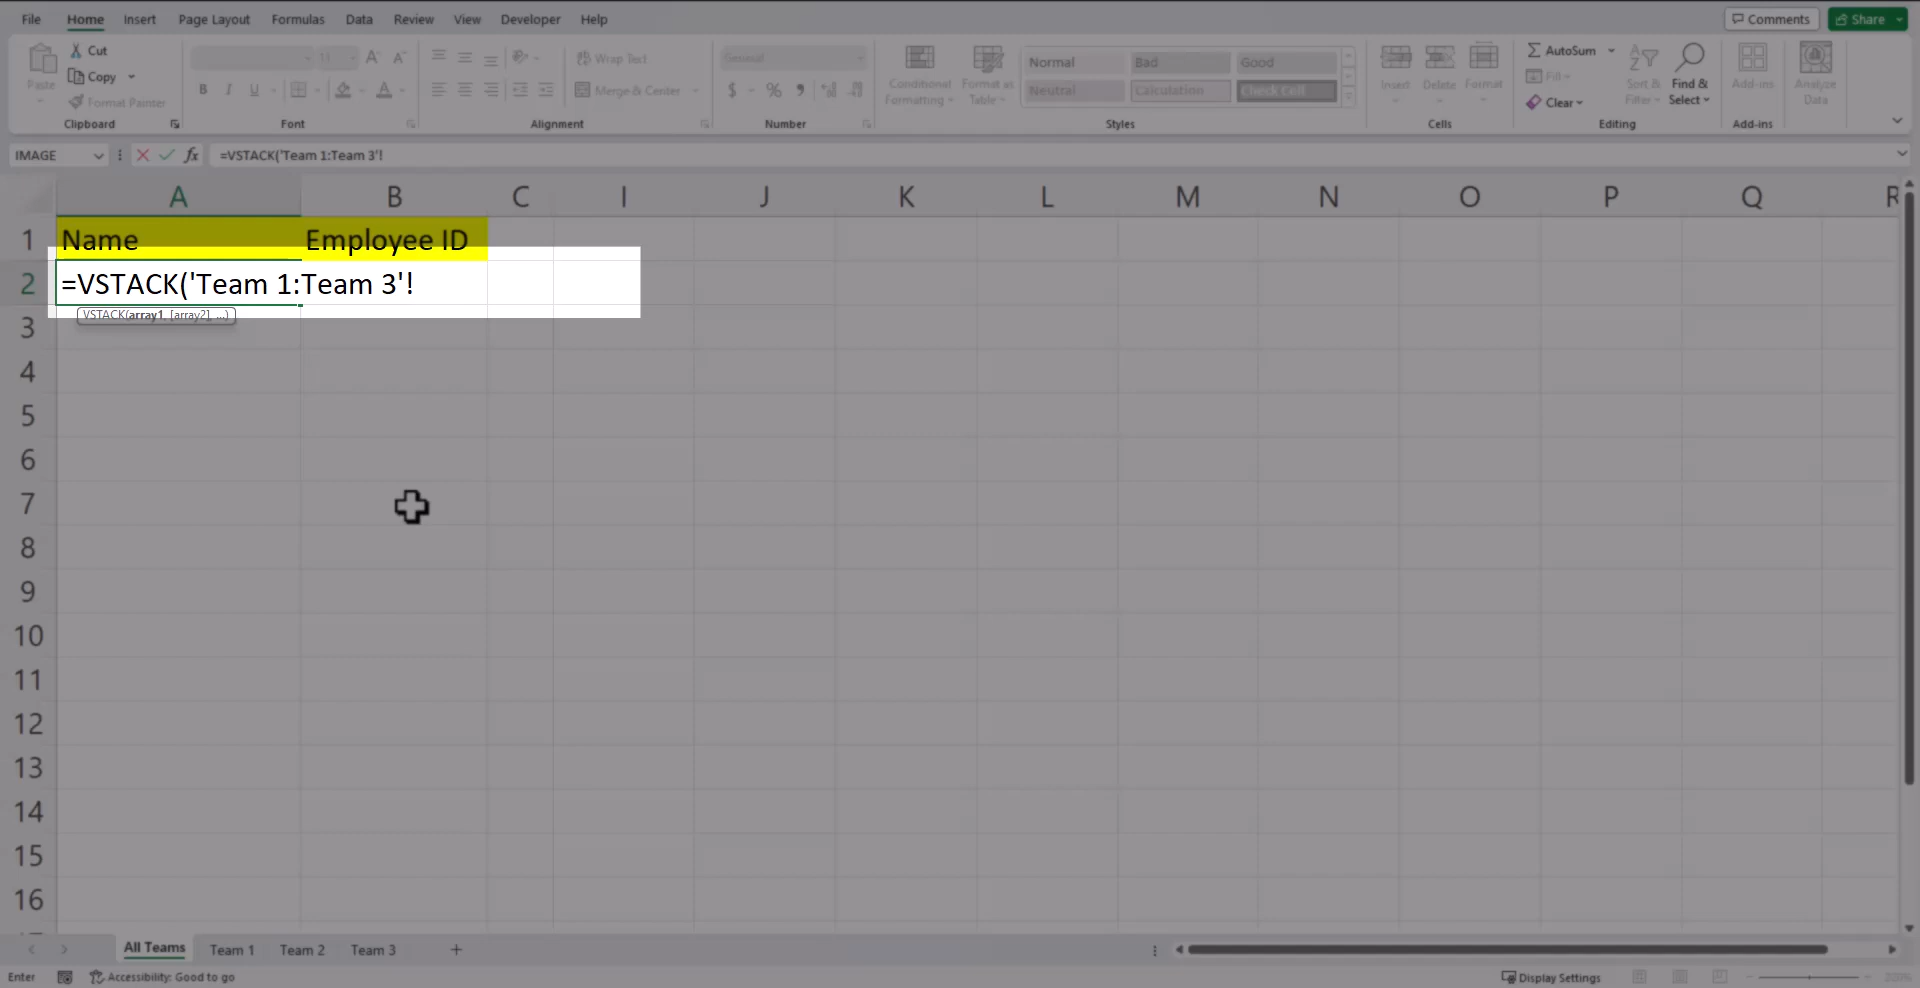 File Home Insert Page Layout Formulas Data Review View Developer Help Comments Share
Paste Cut Copy Format Painter Clipboard
11 A A B I U A Font
Wrap Text Merge & Center Alignment
General $ % 9 Number
Conditional Formatting Format as Table Normal Bad Good Neutral Calculation Check Cell Styles
Insert Delete Format Cells
AutoSum Fill Clear Sort & Filter Find & Select Editing
Add-ins Add-ins
Analyze Data
IMAGE fx =VSTACK('Team 1:Team 3'!
A B C I J K L M N O P Q R
1 Name Employee ID
2 =VSTACK('Team 1:Team 3'!
VSTACK(array1, [array2], ...)
3
4
5
6
7
8
9
10
11
12
13
14
15
16
All Teams Team 1 Team 2 Team 3 +
Enter Accessibility: Good to go Display Settings